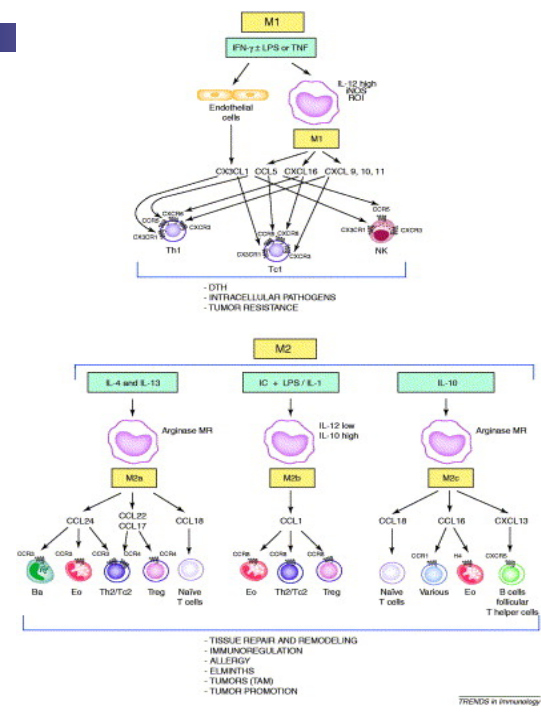 M1
IFN-γ ± LPS or TNF
IL-12 high
iNOS
ROI
Endothelial
cells
M1
CX3CL1 CCL5 CXCL16 CXCL 9, 10, 11
CCR5
CXCR6
CCR5
CX3CR1
CXCR3
CCR5
CXCR6
CX3CR1
CXCR3
CX3CR1
CXCR3
Th1
Tc1
NK
- DTH
- INTRACELLULAR PATHOGENS
- TUMOR RESISTANCE
M2
IL-4 and IL-13
IC + LPS / IL-1
IL-10
Arginase MR
IL-12 low
IL-10 high
Arginase MR
M2a
M2b
M2c
CCL24
CCL22
CCL17
CCL18
CCL1
CCL18
CCL16
CXCL13
CCR3
CCR3
CCR3
CCR4
CCR4
CCR8
CCR8
CCR8
CCR1
H4
CXCR5
Ba
Eo
Th2/Tc2
Treg
Naïve
T cells
Eo
Th2/Tc2
Treg
Naïve
T cells
Various
Eo
B cells
follicular
T helper cells
- TISSUE REPAIR AND REMODELING
- IMMUNOREGULATION
- ALLERGY
- ELMINTHS
- TUMORS (TAM)
- TUMOR PROMOTION
TRENDS in Immunology